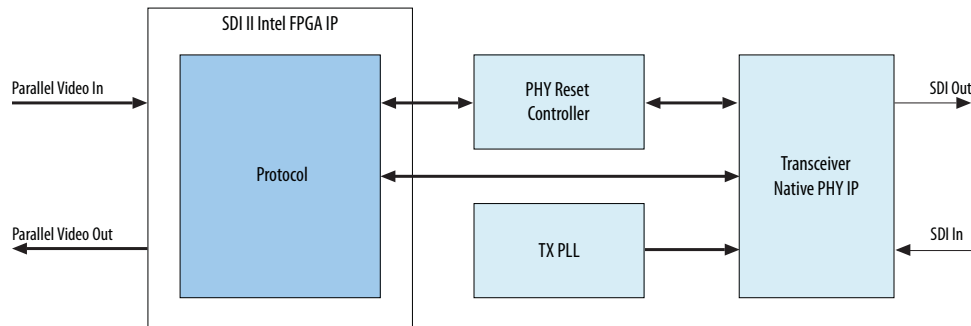 SDI II Intel FPGA IP
Parallel Video In
PHY Reset
Controller
SDI Out
Protocol
Transceiver
Native PHY IP
Parallel Video Out
TX PLL
SDI In